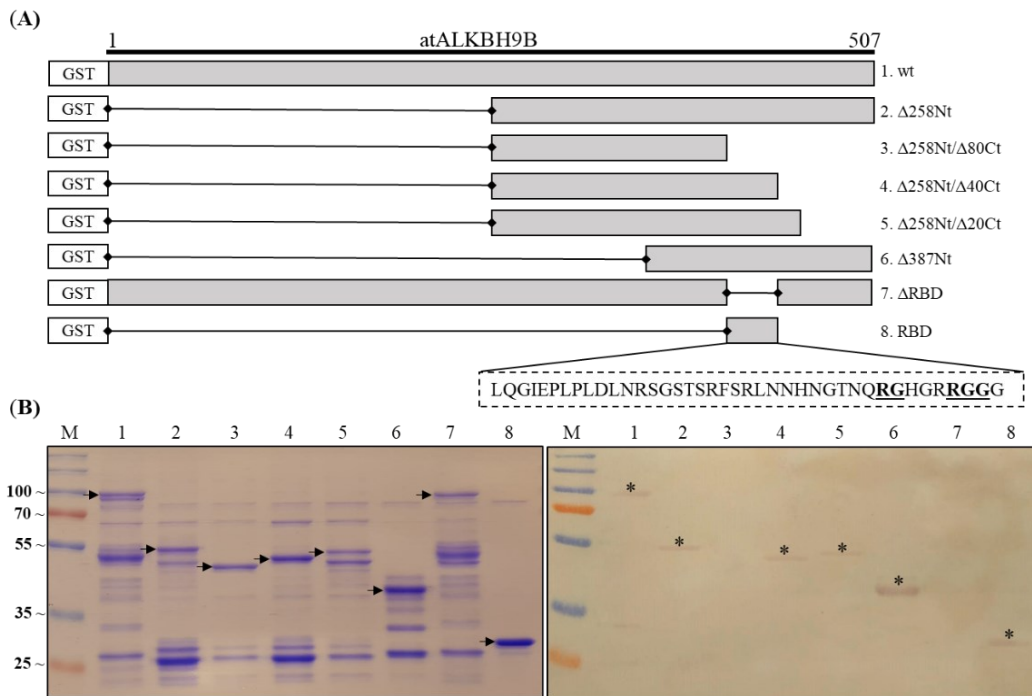 (A)
1 atALKBH9B 507
GST 1. wt
GST 2. Δ258Nt
GST 3. Δ258Nt/Δ80Ct
GST 4. Δ258Nt/Δ40Ct
GST 5. Δ258Nt/Δ20Ct
GST 6. Δ387Nt
GST 7. ΔRBD
GST 8. RBD
LQGIEPLPLDLNRSGSTSRFSRLNNHNGTNQRGHGRRGGG
(B)
M 1 2 3 4 5 6 7 8 M 1 2 3 4 5 6 7 8
100 ~
70 ~
55 ~
35 ~
25 ~
* * * * * *